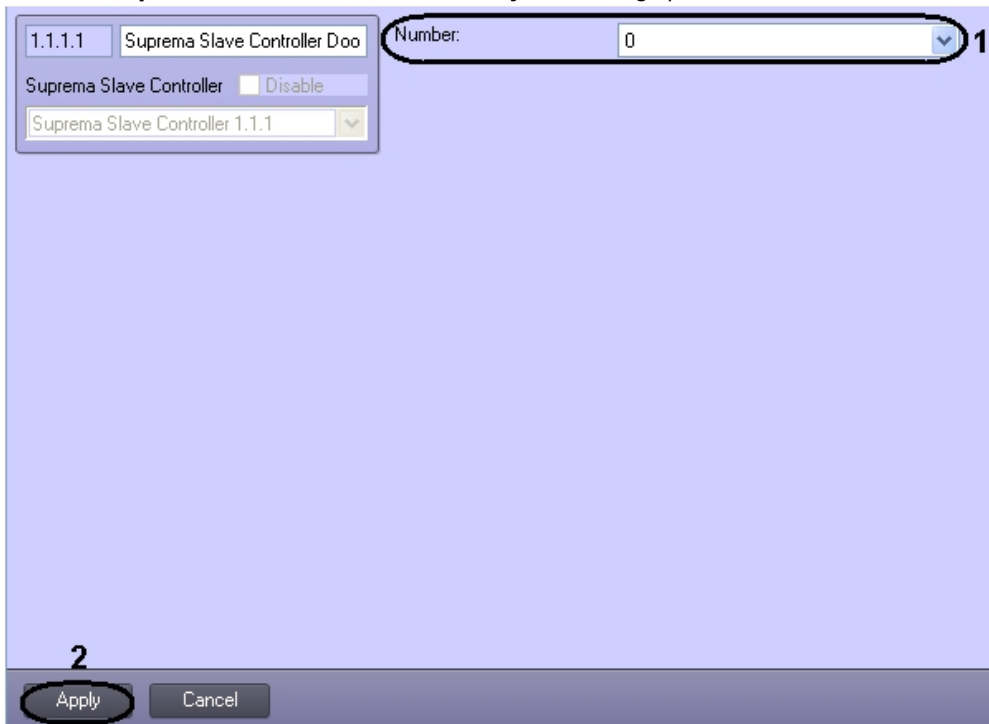 1.1.1.1 Suprema Slave Controller Doo
Number: 0 1
Suprema Slave Controller Disable
Suprema Slave Controller 1.1.1
2
Apply Cancel